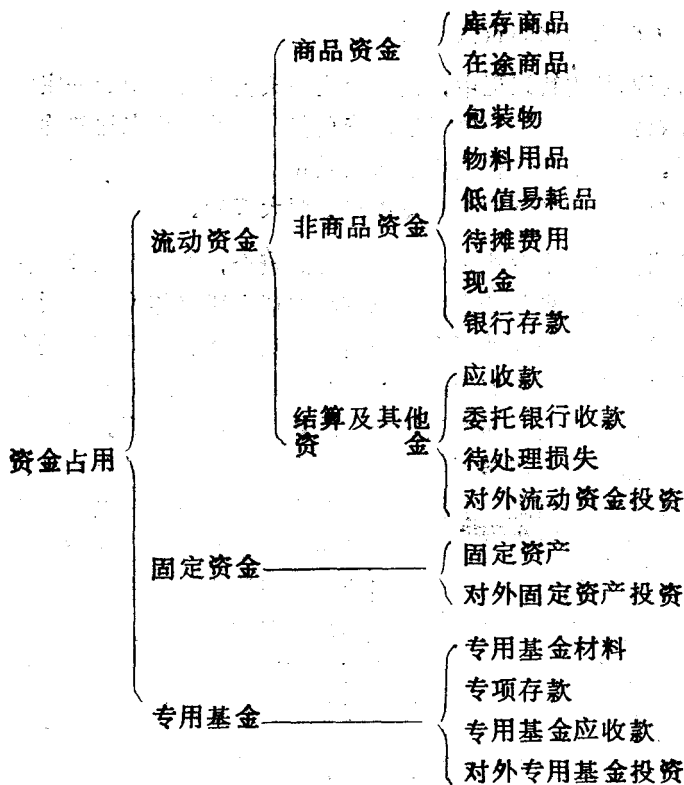 商品资金
库存商品
在途商品
流动资金
非商品资金
包装物
物料用品
低值易耗品
待摊费用
现金
银行存款
结算及其他
资金
应收款
委托银行收款
待处理损失
对外流动资金投资
资金占用
固定资金
固定资产
对外固定资产投资
专用基金
专用基金材料
专项存款
专用基金应收款
对外专用基金投资